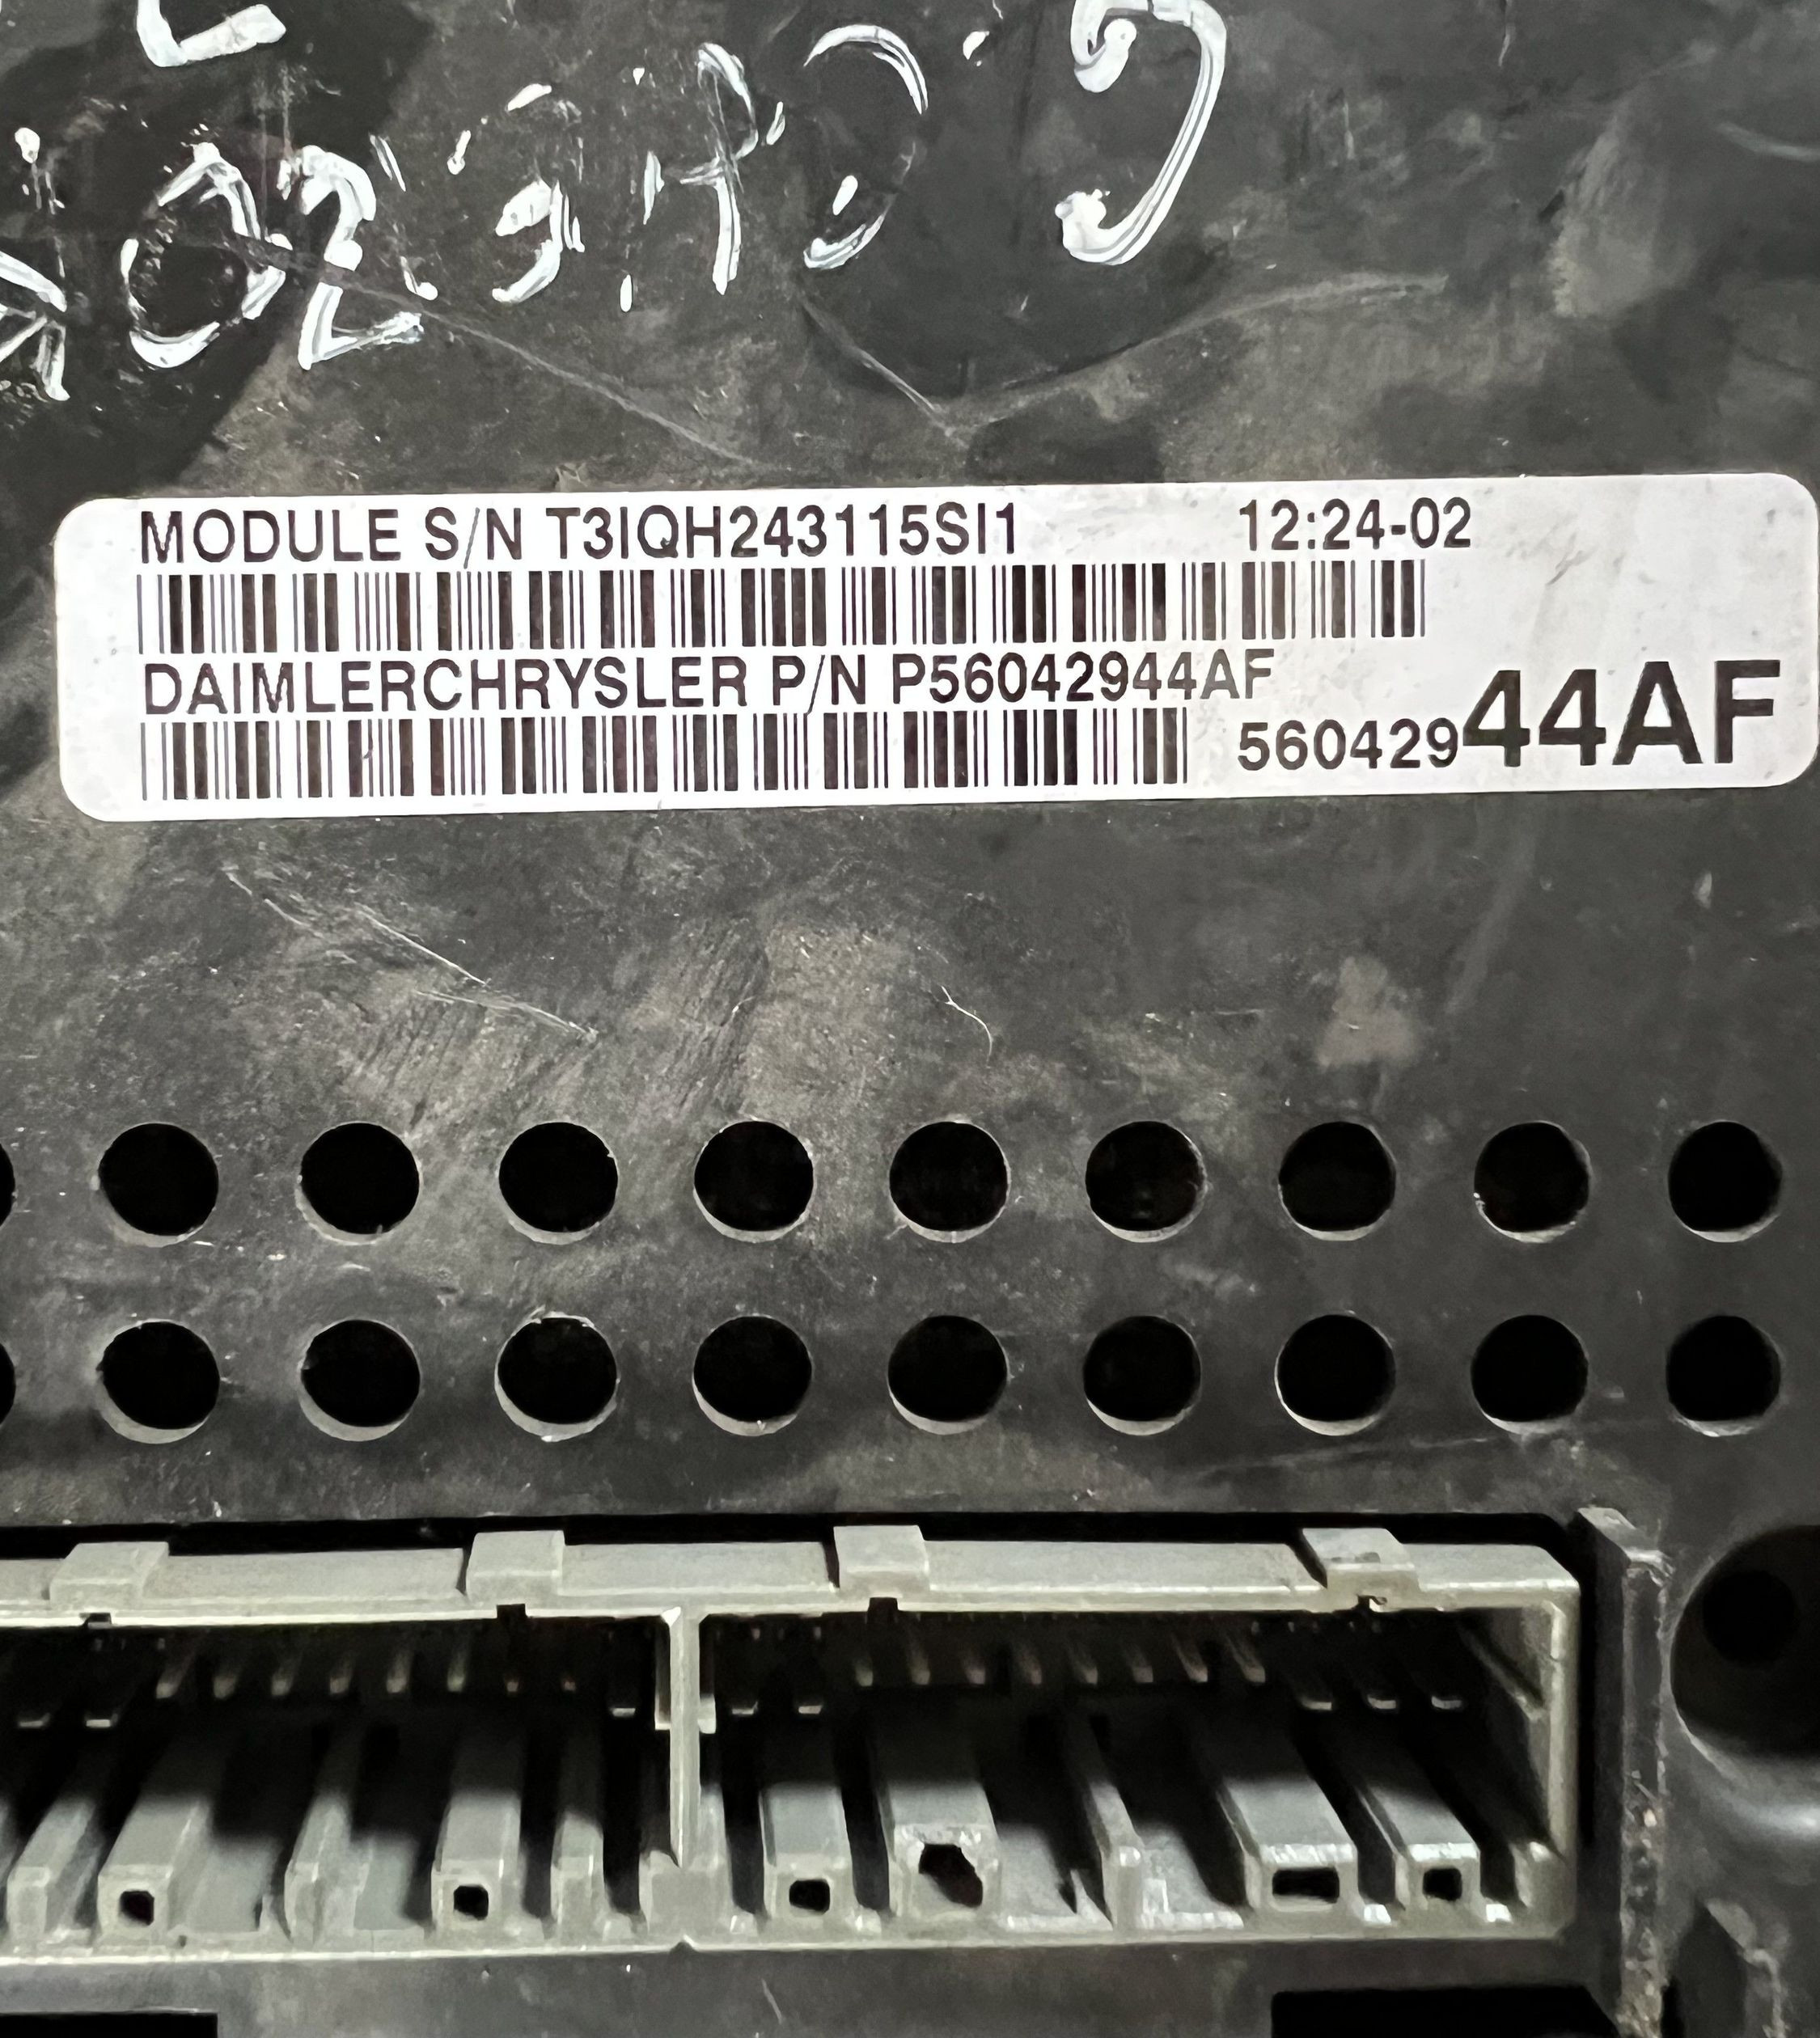 MODULE S/N T3IQH243115SI1 12:24-02
DAIMLERCHRYSLER P/N P56042944AF
56042944AF